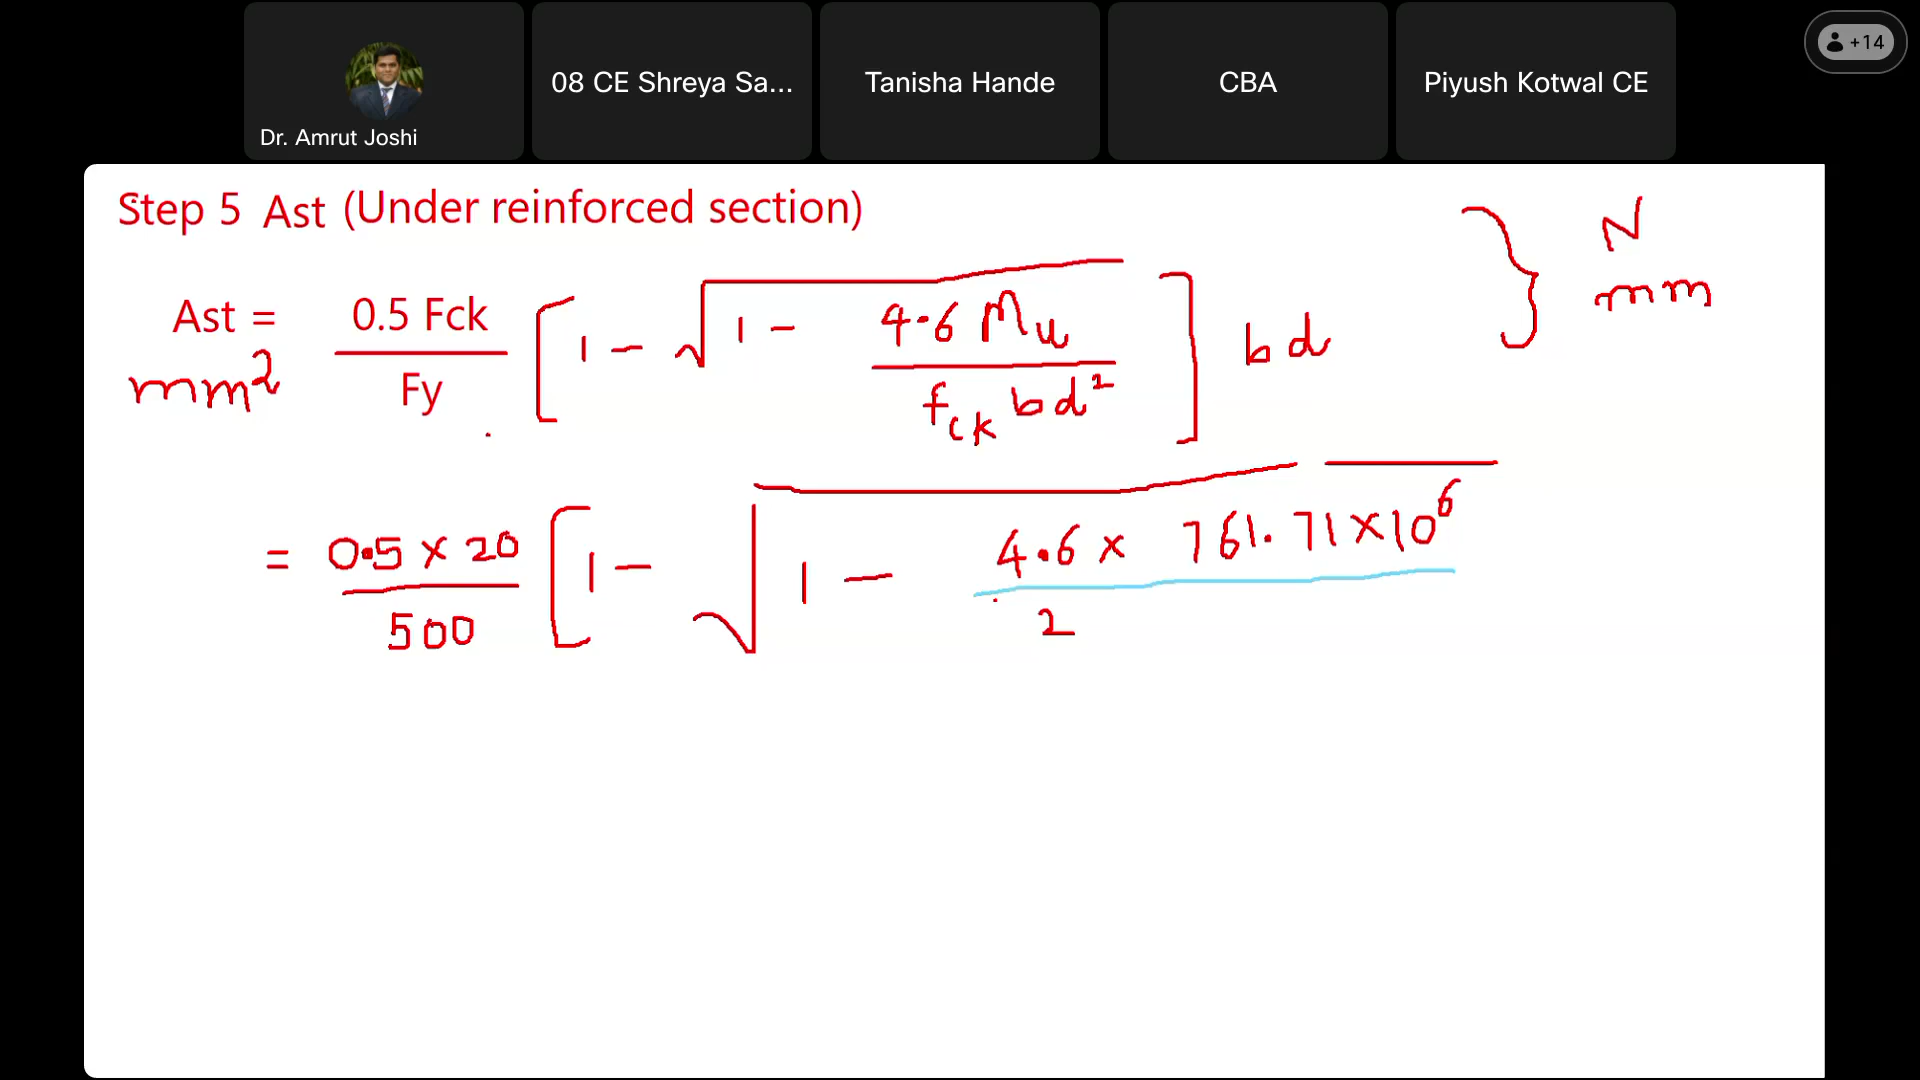 +14
08 CE Shreya Sa...
Tanisha Hande
CBA
Piyush Kotwal CE
Dr. Amrut Joshi
Step 5 Ast (Under reinforced section)
Ast = 0.5 Fck / Fy [ 1 - √ 1 - 4.6 Mu / fck bd² ] bd
mm²
} N
mm
= 0.5 × 20 / 500 [ 1 - √ 1 - 4.6 × 761.71 × 10⁶ / 2